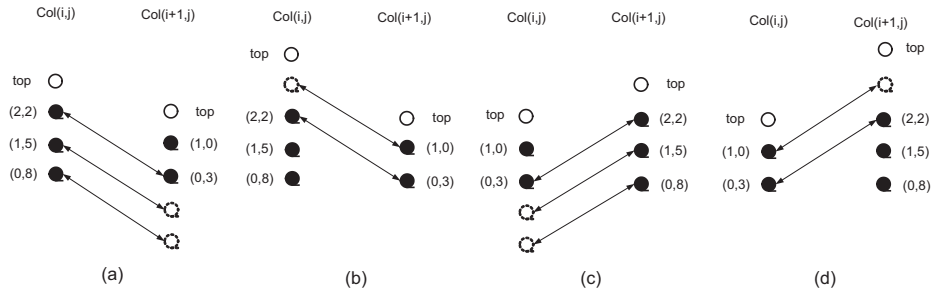 Col(i,j) Col(i+1,j)
top
(2,2) top
(1,5) (1,0)
(0,8) (0,3)
(a)
Col(i,j) Col(i+1,j)
top
(2,2) top
(1,5) (1,0)
(0,8) (0,3)
(b)
Col(i,j) Col(i+1,j)
top
top (2,2)
(1,0) (1,5)
(0,3) (0,8)
(c)
Col(i,j) Col(i+1,j)
top
top (2,2)
(1,0) (1,5)
(0,3) (0,8)
(d)